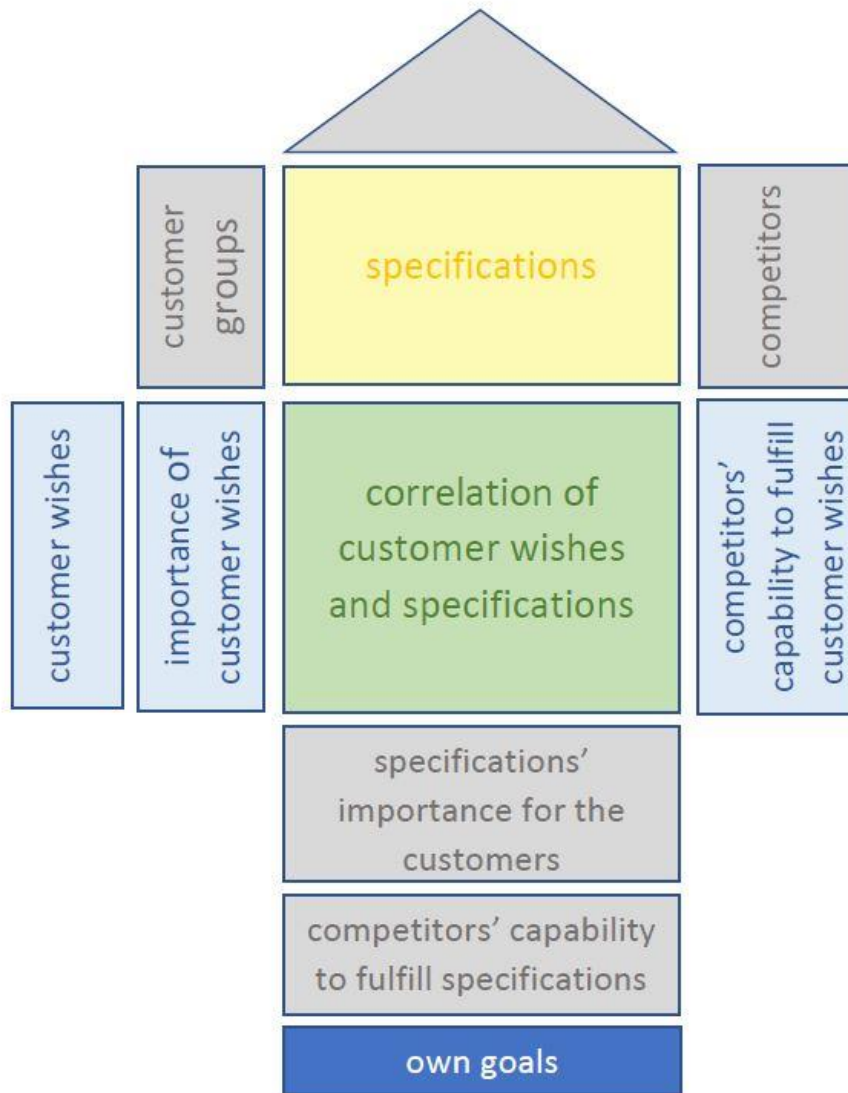 customer
groups
specifications
competitors
customer wishes
importance of
customer wishes
correlation of
customer wishes
and specifications
competitors'
capability to fulfill
customer wishes
specifications'
importance for the
customers
competitors' capability
to fulfill specifications
own goals